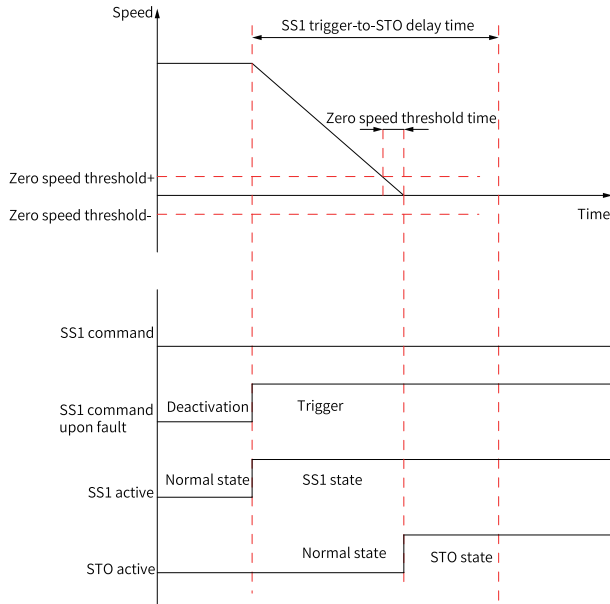 Speed
SS1 trigger-to-STO delay time
Zero speed threshold time
Zero speed threshold+
Zero speed threshold-
Time
SS1 command
SS1 command
upon fault
Deactivation
Trigger
SS1 active
Normal state
SS1 state
STO active
Normal state
STO state